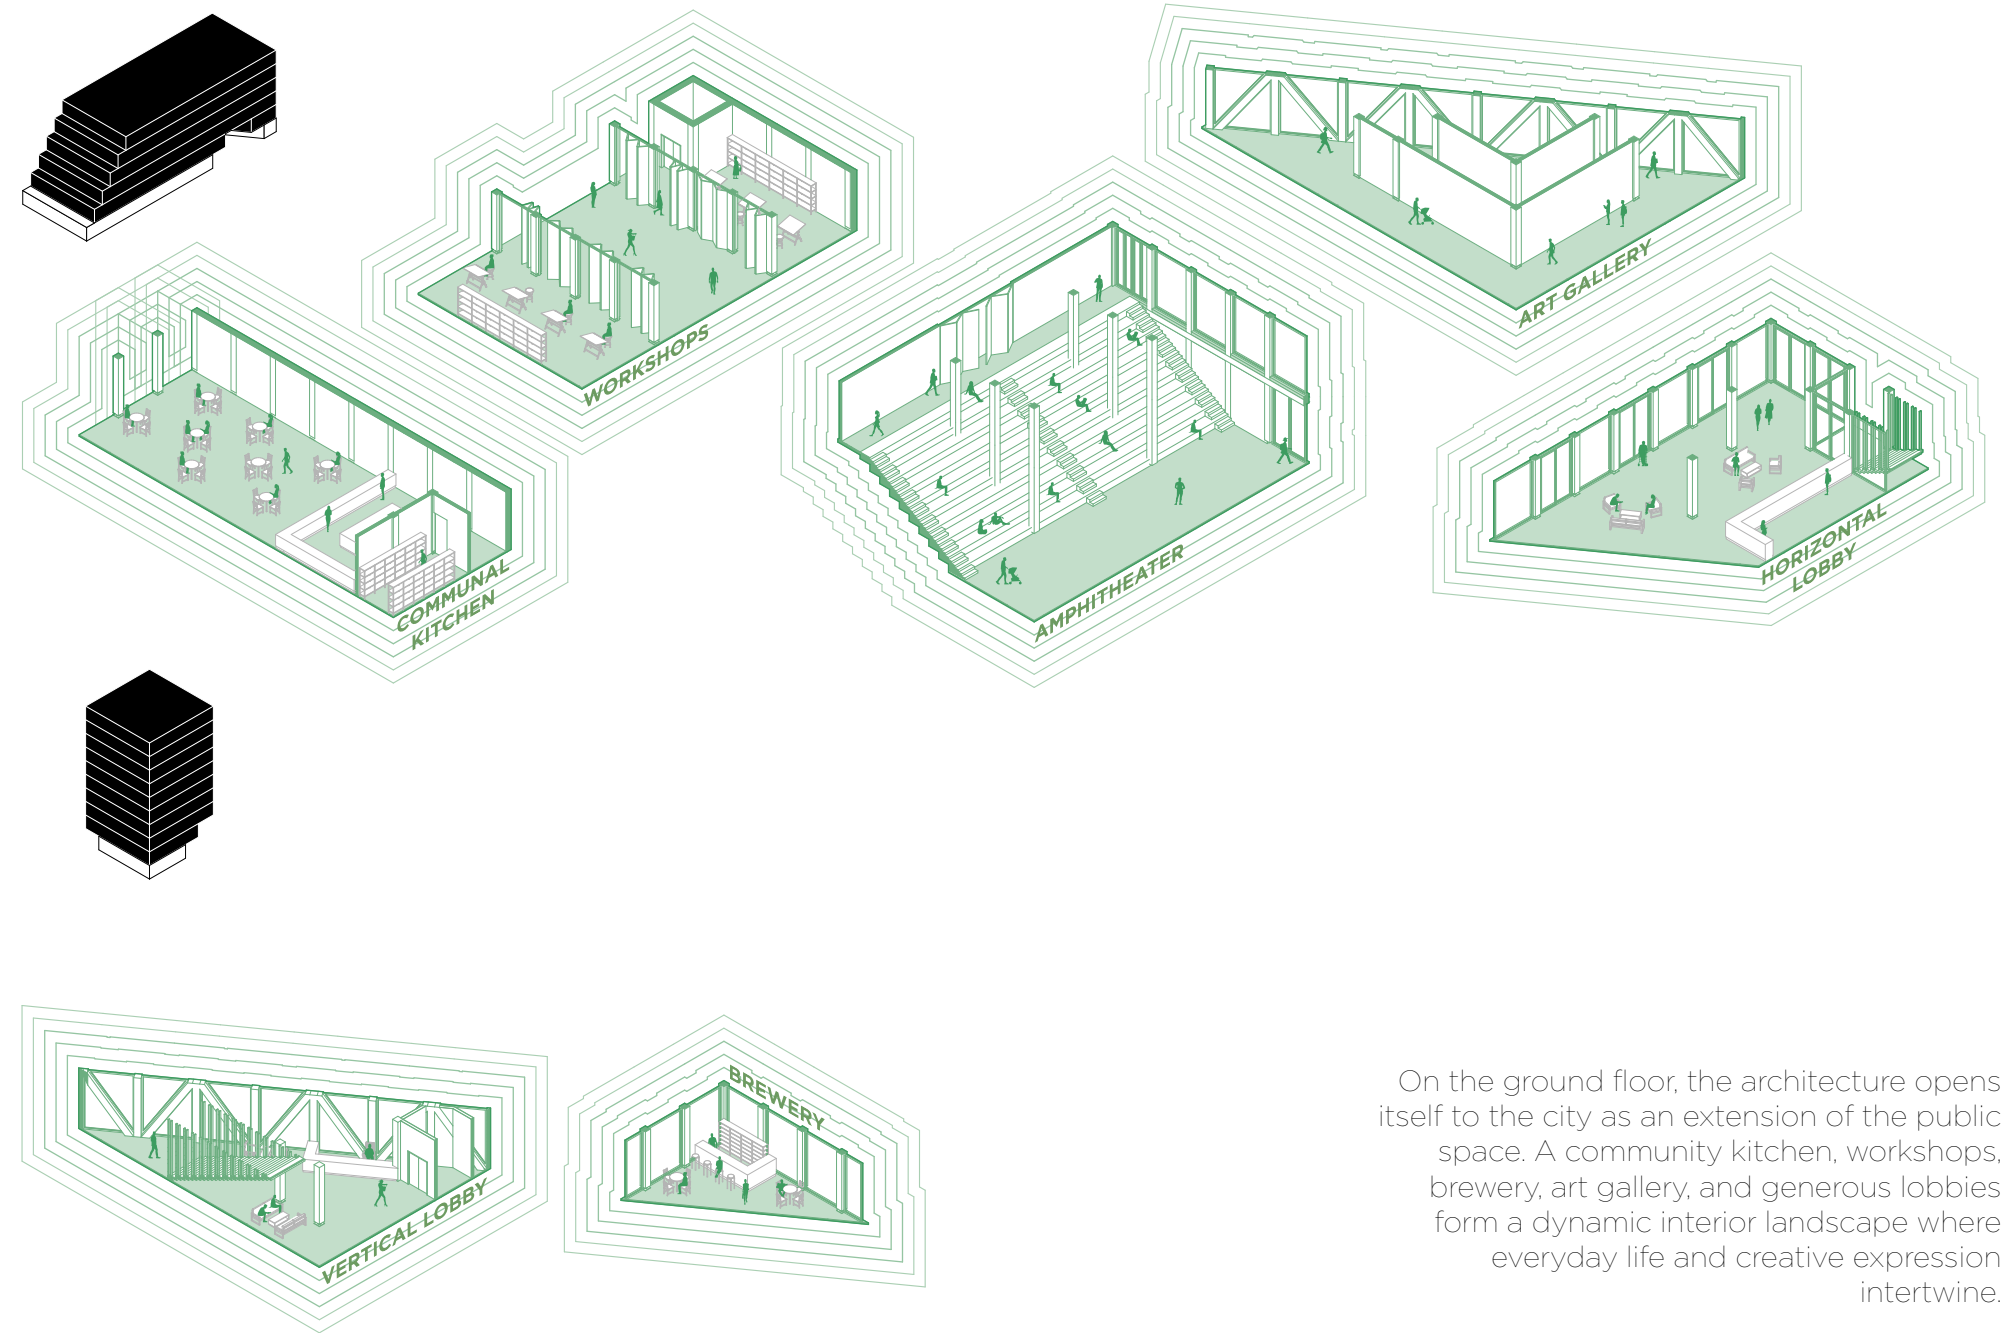 WORKSHOPS
ART GALLERY
COMMUNAL
KITCHEN
AMPHITHEATER
HORIZONTAL
LOBBY
VERTICAL LOBBY
BREWERY
On the ground floor, the architecture opens
itself to the city as an extension of the public
space. A community kitchen, workshops,
brewery, art gallery, and generous lobbies
form a dynamic interior landscape where
everyday life and creative expression
intertwine.